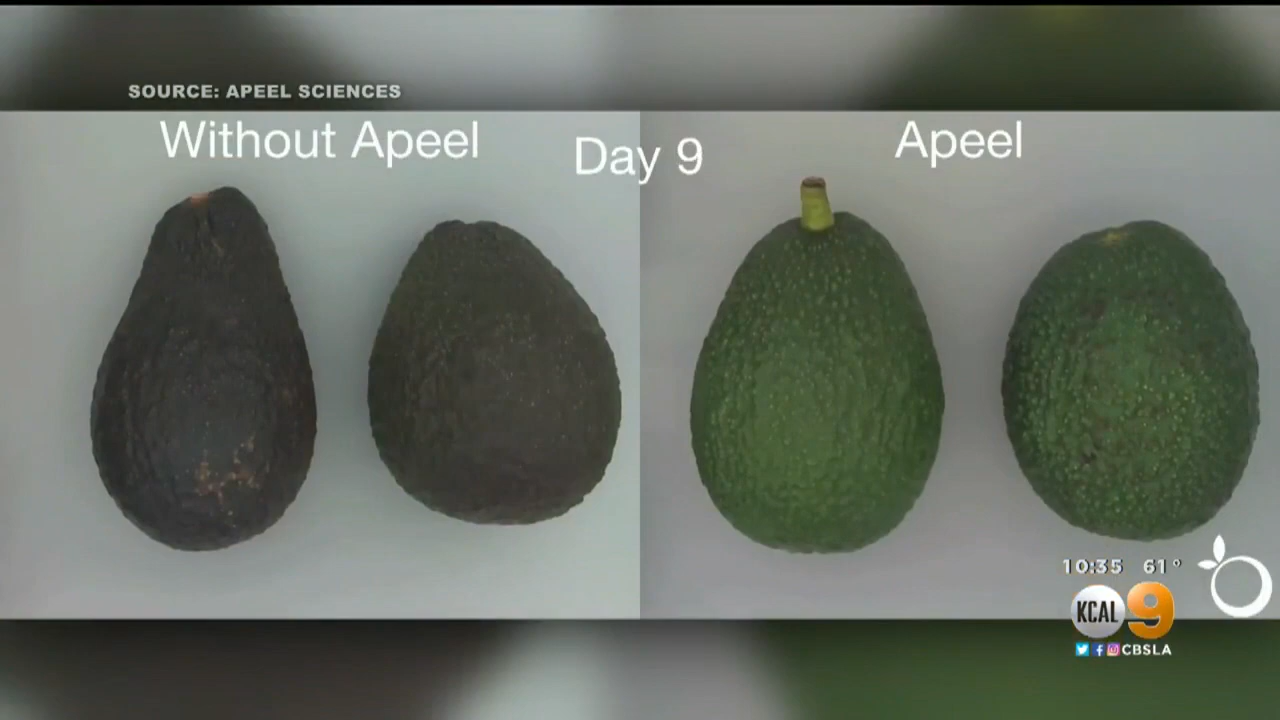 SOURCE: APEEL SCIENCES
Without Apeel
Day 9
Apeel
10:35 61°
KCAL 9
CBSLA